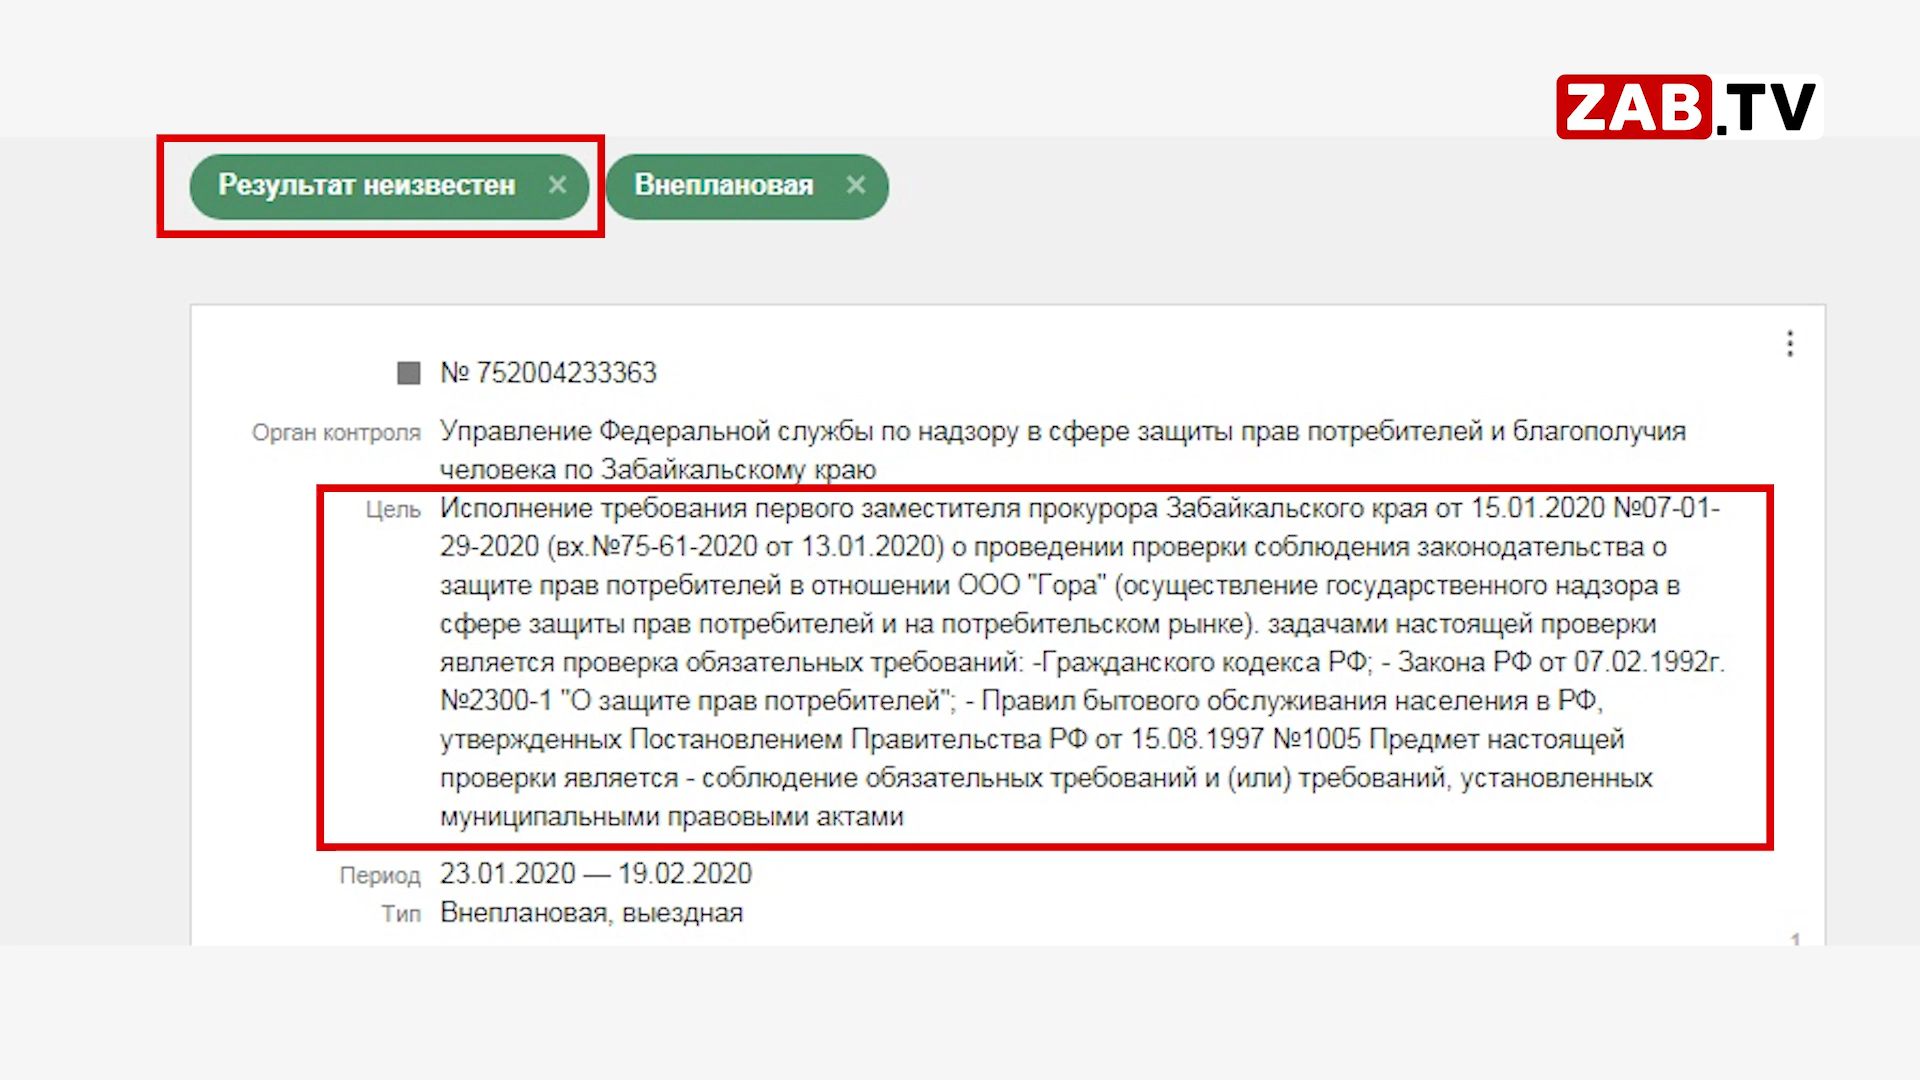 ZAB.TV
Результат неизвестен ×
Внеплановая ×
№ 752004233363
Орган контроля Управление Федеральной службы по надзору в сфере защиты прав потребителей и благополучия
человека по Забайкальскому краю
Цель Исполнение требования первого заместителя прокурора Забайкальского края от 15.01.2020 №07-01-
29-2020 (вх.№75-61-2020 от 13.01.2020) о проведении проверки соблюдения законодательства о
защите прав потребителей в отношении ООО "Гора" (осуществление государственного надзора в
сфере защиты прав потребителей и на потребительском рынке). задачами настоящей проверки
является проверка обязательных требований: -Гражданского кодекса РФ; - Закона РФ от 07.02.1992г.
№2300-1 "О защите прав потребителей"; - Правил бытового обслуживания населения в РФ,
утвержденных Постановлением Правительства РФ от 15.08.1997 №1005 Предмет настоящей
проверки является - соблюдение обязательных требований и (или) требований, установленных
муниципальными правовыми актами
Период 23.01.2020 — 19.02.2020
Тип Внеплановая, выездная